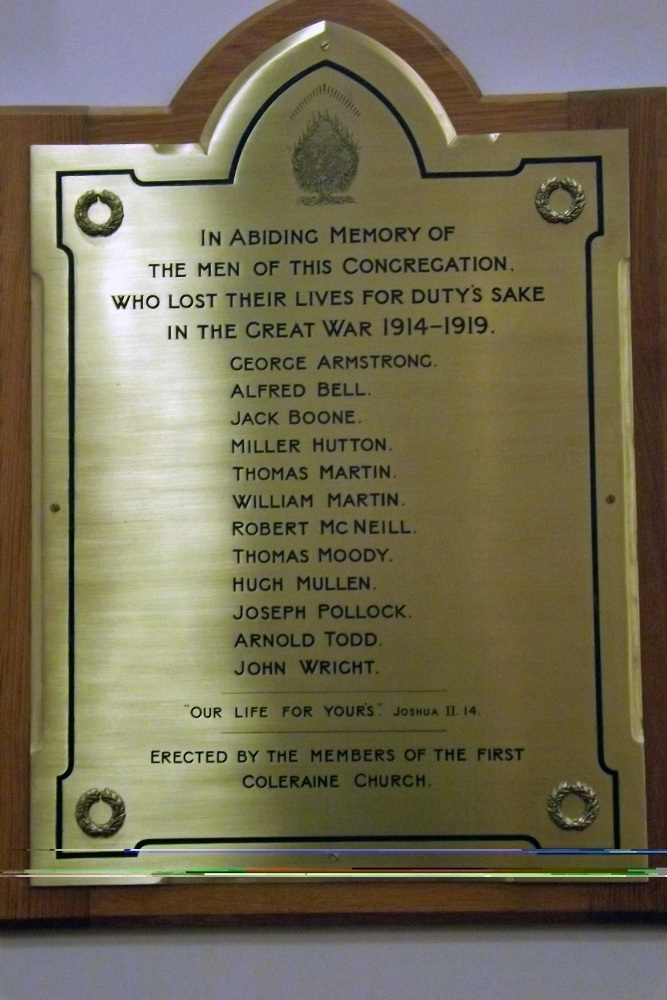 IN ABIDING MEMORY OF
THE MEN OF THIS CONGREGATION.
WHO LOST THEIR LIVES FOR DUTY'S SAKE
IN THE GREAT WAR 1914-1919.
GEORGE ARMSTRONG.
ALFRED BELL.
JACK BOONE.
MILLER HUTTON.
THOMAS MARTIN.
WILLIAM MARTIN.
ROBERT MCNEILL.
THOMAS MOODY.
HUGH MULLEN.
JOSEPH POLLOCK.
ARNOLD TODD.
JOHN WRIGHT.
"OUR LIFE FOR YOURS". JOSHUA II. 14.
ERECTED BY THE MEMBERS OF THE FIRST
COLERAINE CHURCH.